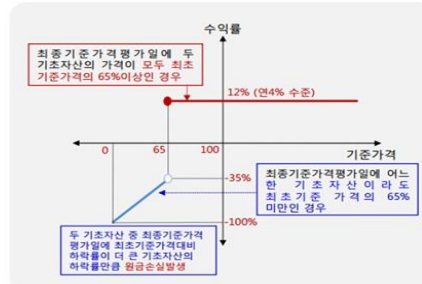 수익률
최종기준가격평가일에 두
기초자산의 가격이 모두 최초
기준가격의 65%이상인 경우
12% (연4% 수준)
0
65
100
기준가격
-35%
최종기준가격평가일에 어느
한 기초자산이라도
최초기준 가격의 65%
미만인 경우
-100%
두 기초자산 중 최종기준가격
평가일에 최초기준가격대비
하락률이 더 큰 기초자산의
하락률만큼 원금손실발생